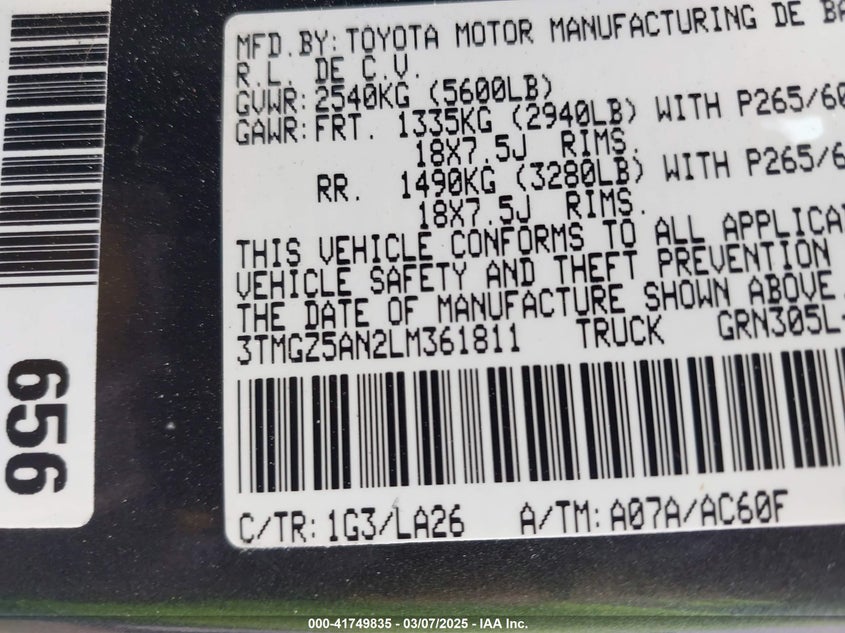 MFD.BY:TOYOTA MOTOR MANUFACTURING DE
R.L. DE C.V.
GVWR:2540KG (5600LB)
GAWR:FRT. 1335KG (2940LB) WITH P265/60
18X7.5J RIMS.
RR. 1490KG (3280LB) WITH P265/6
18X7.5J RIMS.
THIS VEHICLE CONFORMS TO ALL
VEHICLE SAFETY AND THEFT PREVENTION
THE DATE OF MANUFACTURE SHOWN ABOVE.
3TMGZ5AN2LM361811 TRUCK GRN305L-
C/TR:1G3/LA26 A/TM:A07A/AC60F
656
000-41749835 — 03/07/2025 — IAA Inc.